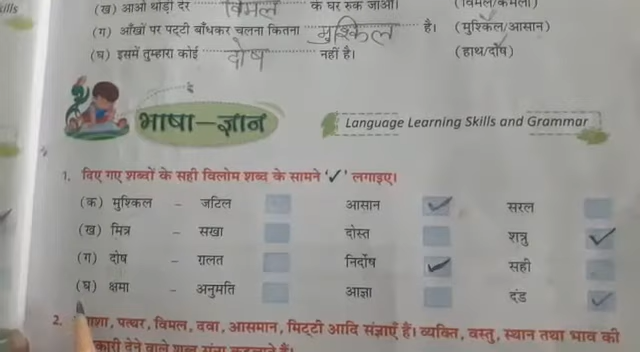 ills
(ख) आओ थोड़ी देर विमल के घर रुक जाओ। (विमल/कमला)
(ग) आँखों पर पट्टी बाँधकर चलना कितना मुश्किल है। (मुश्किल/आसान)
(घ) इसमें तुम्हारा कोई दोष नहीं है। (हाथ/दोष)
भाषा–ज्ञान
Language Learning Skills and Grammar
1. दिए गए शब्दों के सही विलोम शब्द के सामने '✓' लगाइए।
(क) मुश्किल – जटिल आसान ✓ सरल
(ख) मित्र – सखा दोस्त शत्रु ✓
(ग) दोष – ग़लत निर्दोष ✓ सही
(घ) क्षमा – अनुमति आज्ञा दंड ✓
2. आशा, पत्थर, विमल, दवा, आसमान, मिट्टी आदि संज्ञाएँ हैं। व्यक्ति, वस्तु, स्थान तथा भाव की